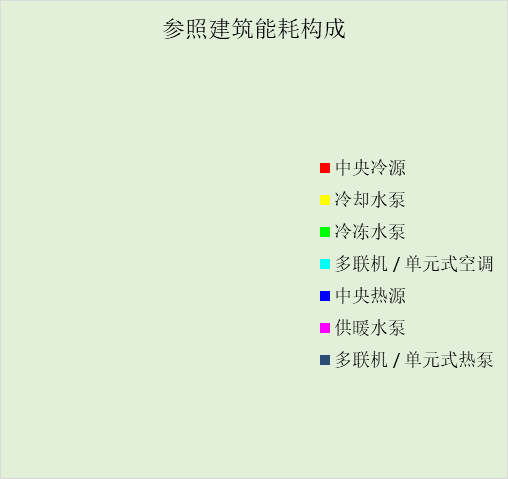 参照建筑能耗构成
中央冷源
冷却水泵
冷冻水泵
多联机 / 单元式空调
中央热源
供暖水泵
多联机 / 单元式热泵